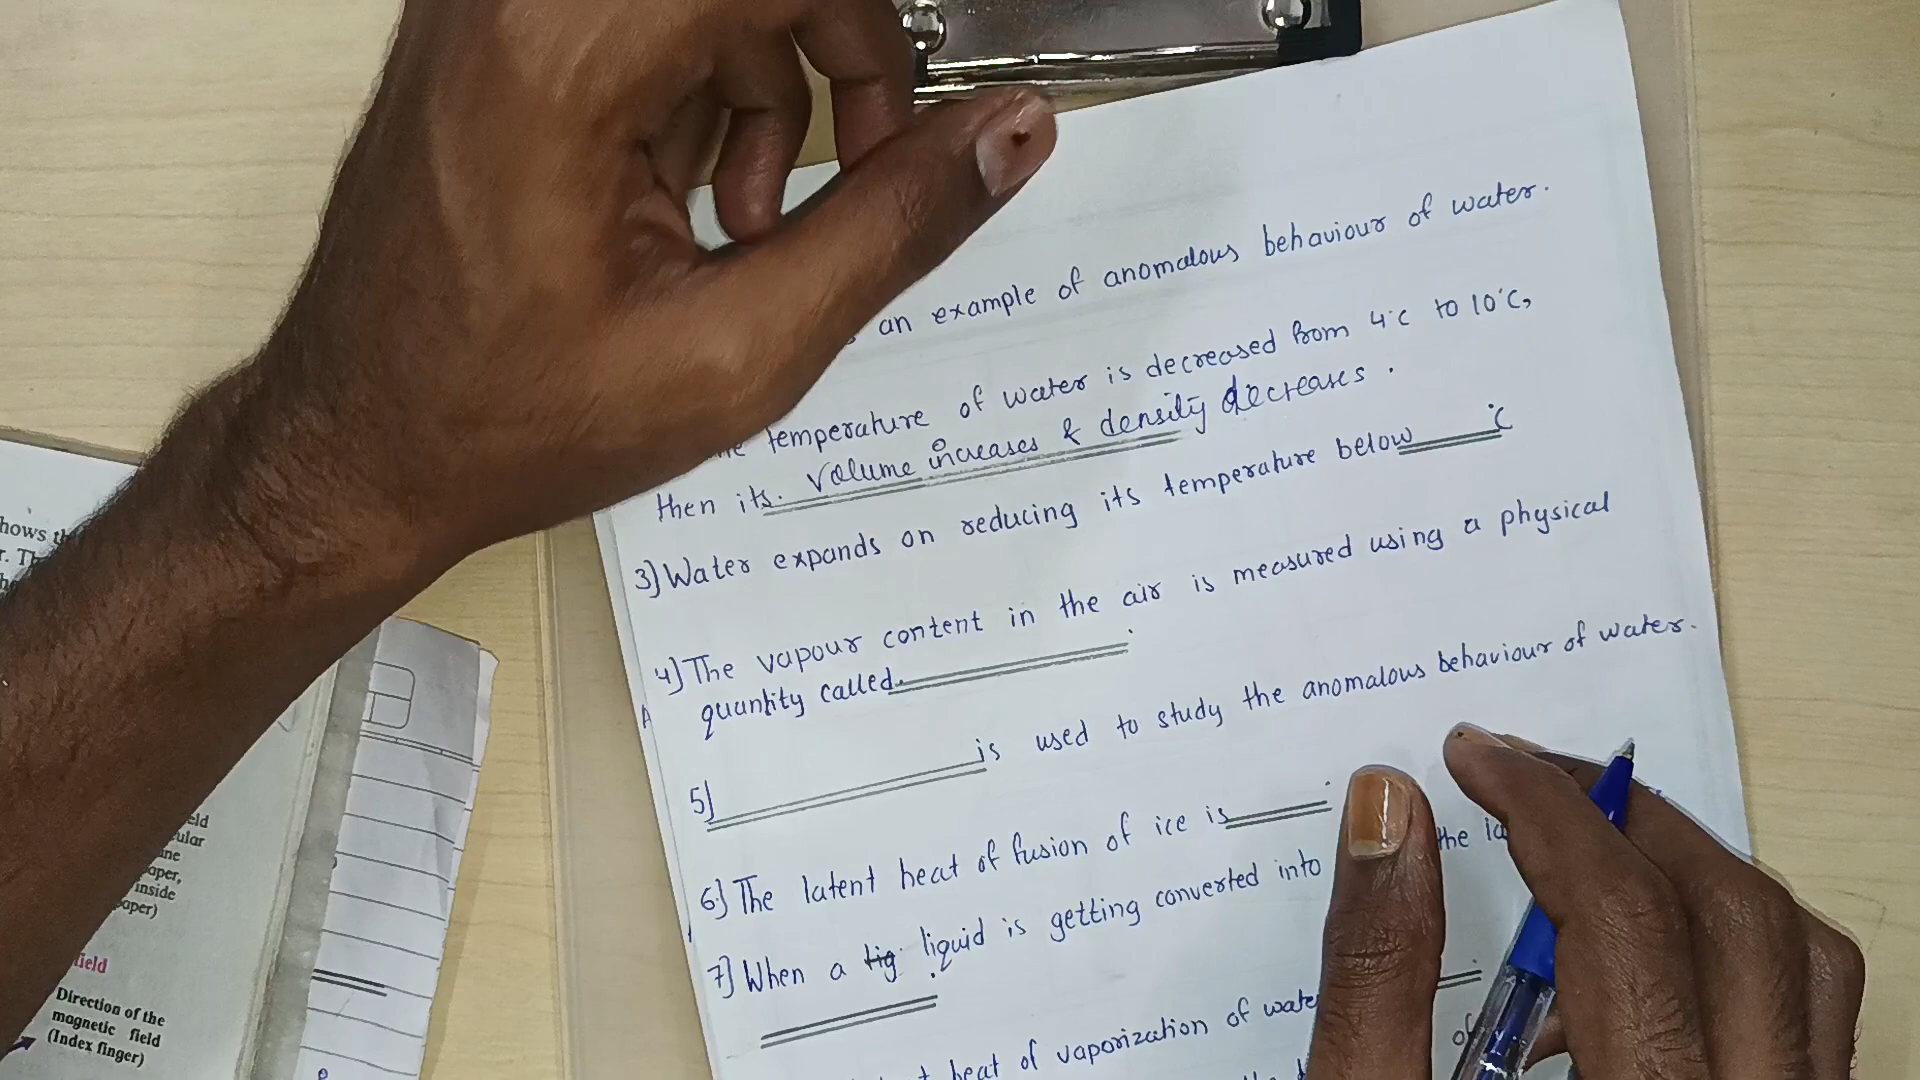 an example of anomalous behaviour of water.
temperature of water is decreased from 4°C to 10°C,
then its volume increases & density decreases.
3) Water expands on reducing its temperature below °C
4) The vapour content in the air is measured using a physical
quantity called
5) is used to study the anomalous behaviour of water.
6) The latent heat of fusion of ice is
7) When a liq liquid is getting converted into the
heat of vaporization of water of
field
Direction of the
magnetic field
(Index finger)
hows
inside